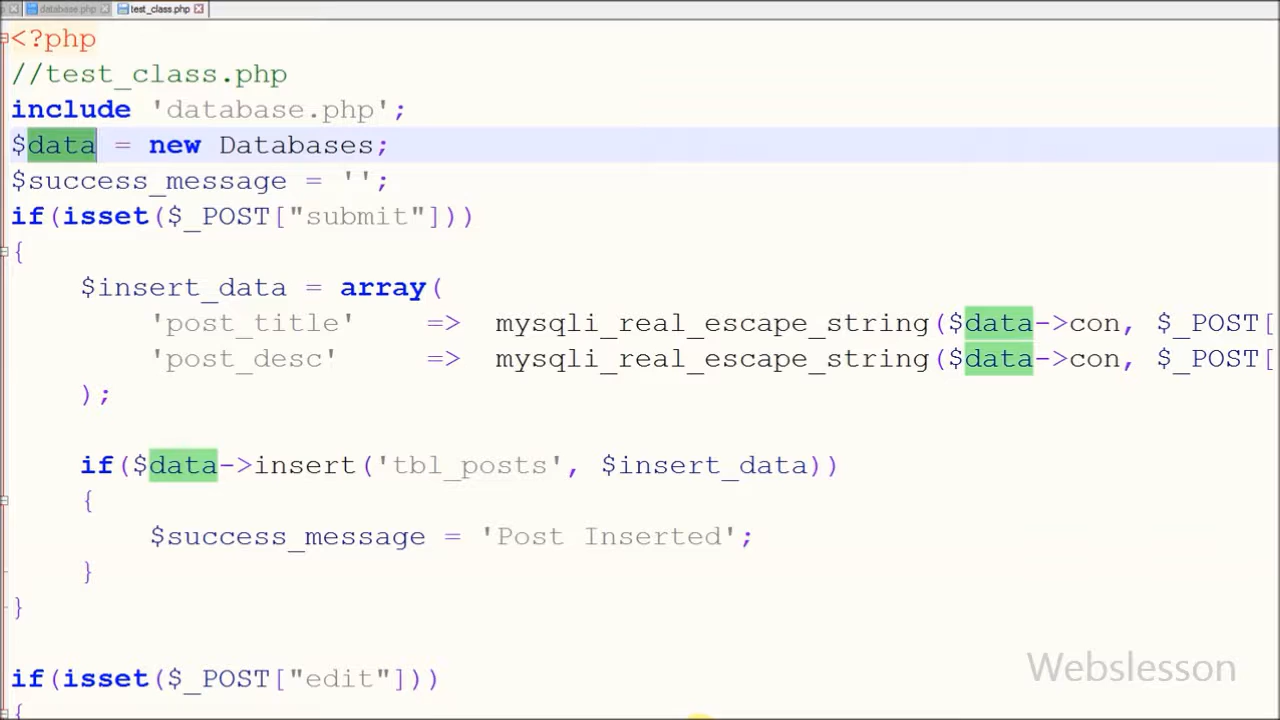 database.php test_class.php
<?php
//test_class.php
include 'database.php';
$data = new Databases;
$success_message = '';
if(isset($_POST["submit"]))
{
$insert_data = array(
'post_title' => mysqli_real_escape_string($data->con, $_POST[
'post_desc' => mysqli_real_escape_string($data->con, $_POST[
);
if($data->insert('tbl_posts', $insert_data))
{
$success_message = 'Post Inserted';
}
}
if(isset($_POST["edit"]))
{
Webslesson